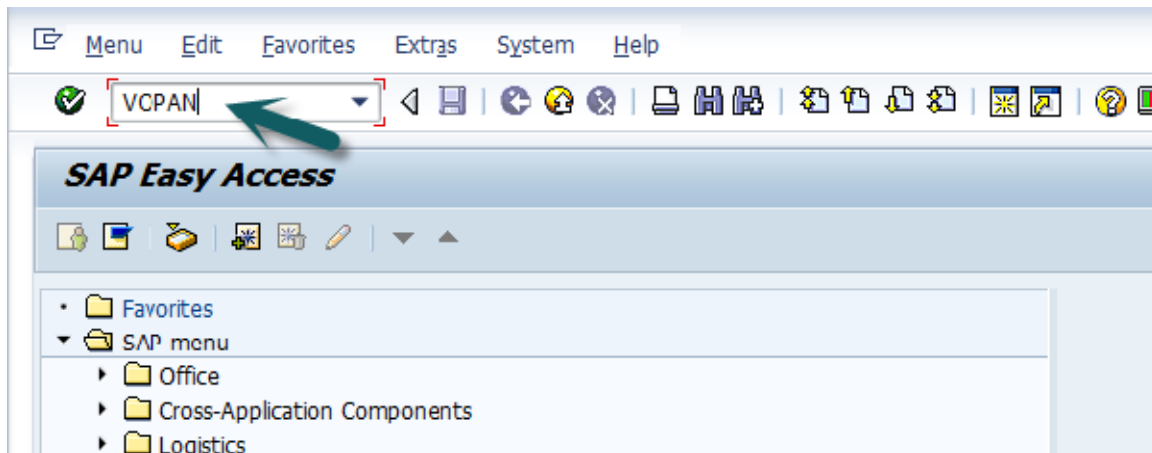 Menu Edit Favorites Extras System Help
VCPAN
SAP Easy Access
Favorites
SAP menu
Office
Cross-Application Components
Logistics